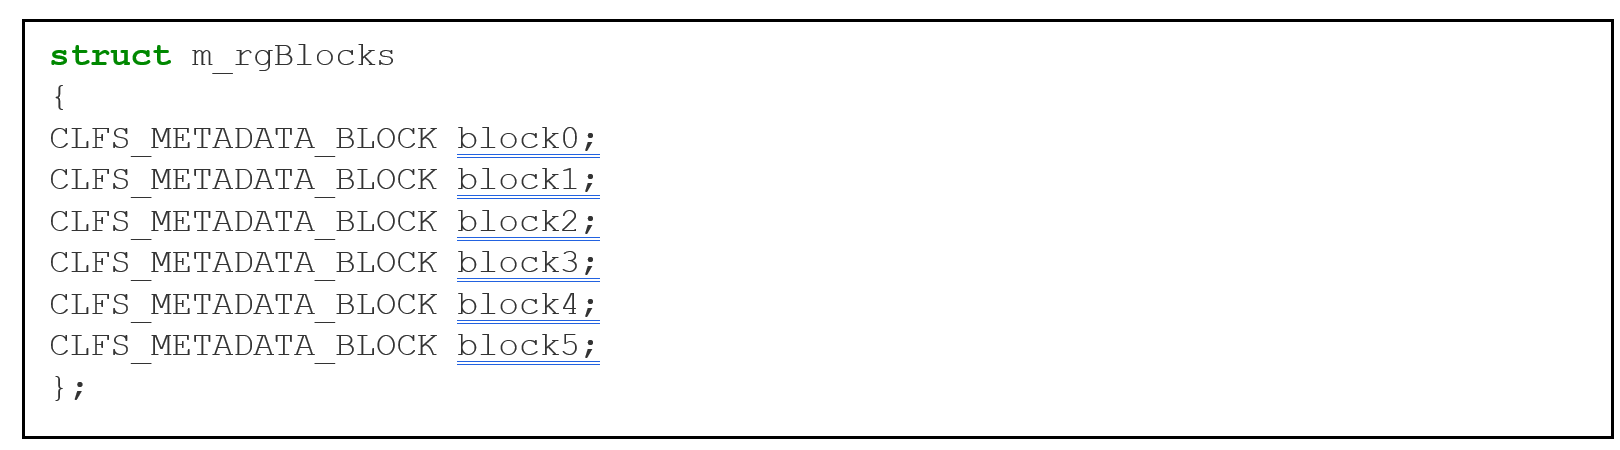 struct m_rgBlocks
{
CLFS_METADATA_BLOCK block0;
CLFS_METADATA_BLOCK block1;
CLFS_METADATA_BLOCK block2;
CLFS_METADATA_BLOCK block3;
CLFS_METADATA_BLOCK block4;
CLFS_METADATA_BLOCK block5;
};